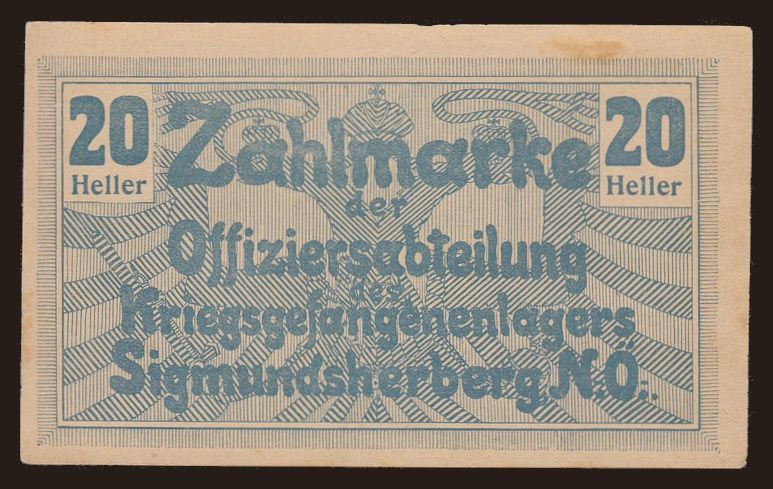 20 Zahlmarke 20
Heller Heller
der
Offiziersabteilung
des
Kriegsgefangenenlagers
Sigmundsherberg N.Ö.:.